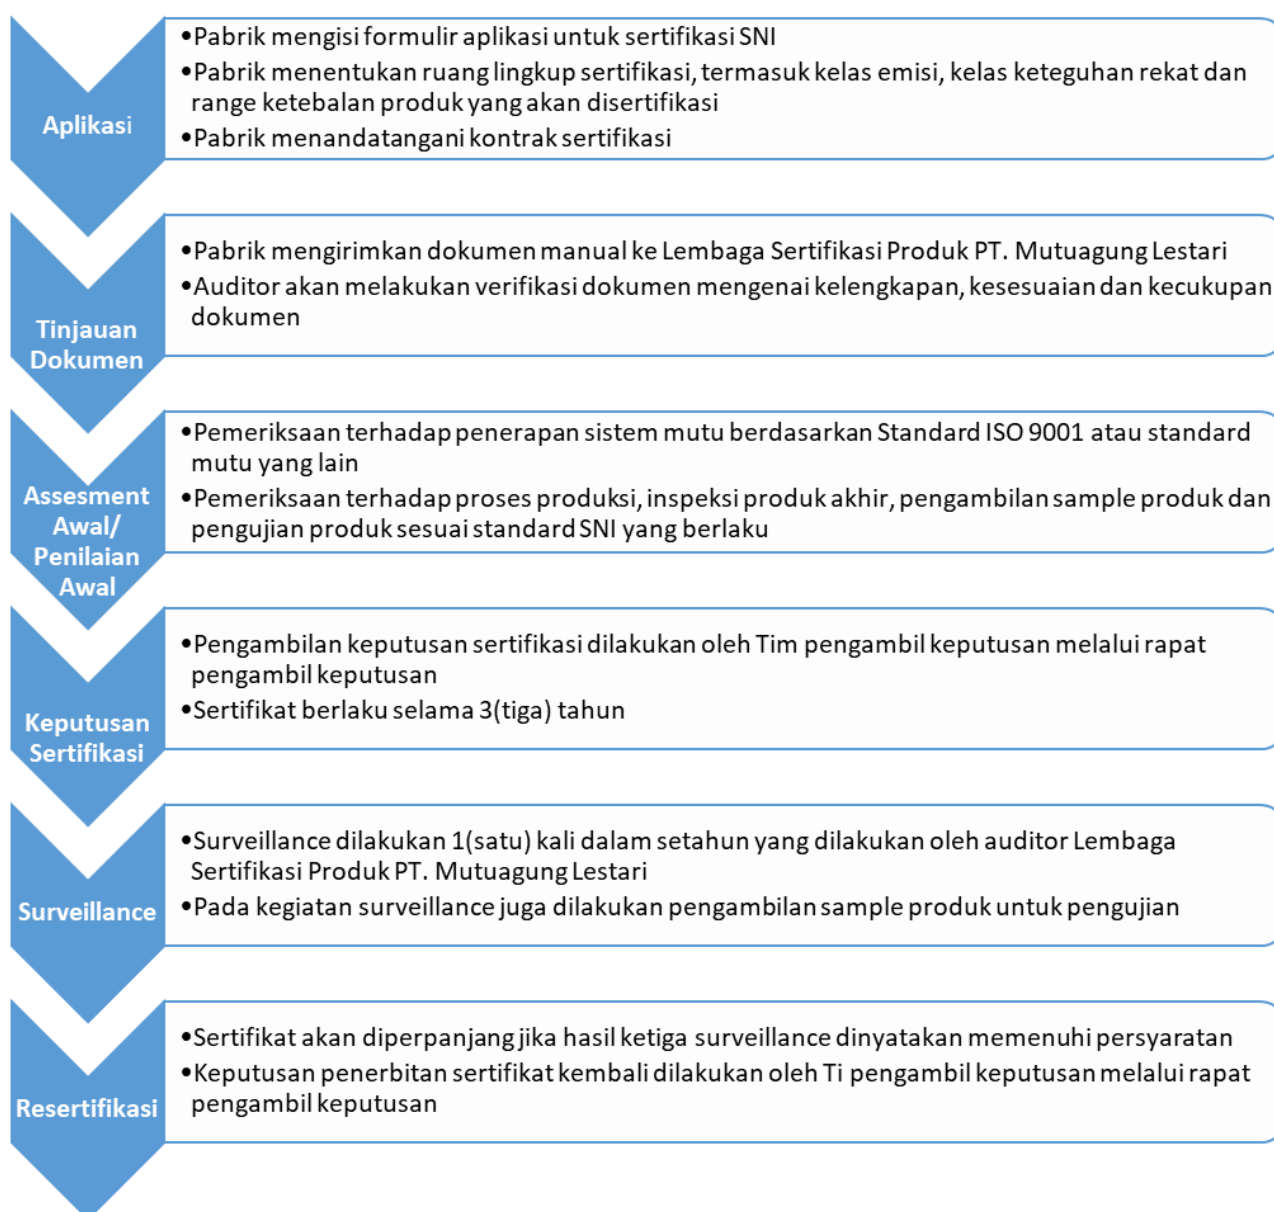 Aplikasi
•Pabrik mengisi formulir aplikasi untuk sertifikasi SNI
•Pabrik menentukan ruang lingkup sertifikasi, termasuk kelas emisi, kelas keteguhan rekat dan
range ketebalan produk yang akan disertifikasi
•Pabrik menandatangani kontrak sertifikasi
Tinjauan
Dokumen
•Pabrik mengirimkan dokumen manual ke Lembaga Sertifikasi Produk PT. Mutuagung Lestari
•Auditor akan melakukan verifikasi dokumen mengenai kelengkapan, kesesuaian dan kecukupan
dokumen
Assesment
Awal/
Penilaian
Awal
•Pemeriksaan terhadap penerapan sistem mutu berdasarkan Standard ISO 9001 atau standard
mutu yang lain
•Pemeriksaan terhadap proses produksi, inspeksi produk akhir, pengambilan sample produk dan
pengujian produk sesuai standard SNI yang berlaku
Keputusan
Sertifikasi
•Pengambilan keputusan sertifikasi dilakukan oleh Tim pengambil keputusan melalui rapat
pengambil keputusan
•Sertifikat berlaku selama 3(tiga) tahun
Surveillance
•Surveillance dilakukan 1(satu) kali dalam setahun yang dilakukan oleh auditor Lembaga
Sertifikasi Produk PT. Mutuagung Lestari
•Pada kegiatan surveillance juga dilakukan pengambilan sample produk untuk pengujian
Resertifikasi
•Sertifikat akan diperpanjang jika hasil ketiga surveillance dinyatakan memenuhi persyaratan
•Keputusan penerbitan sertifikat kembali dilakukan oleh Ti pengambil keputusan melalui rapat
pengambil keputusan